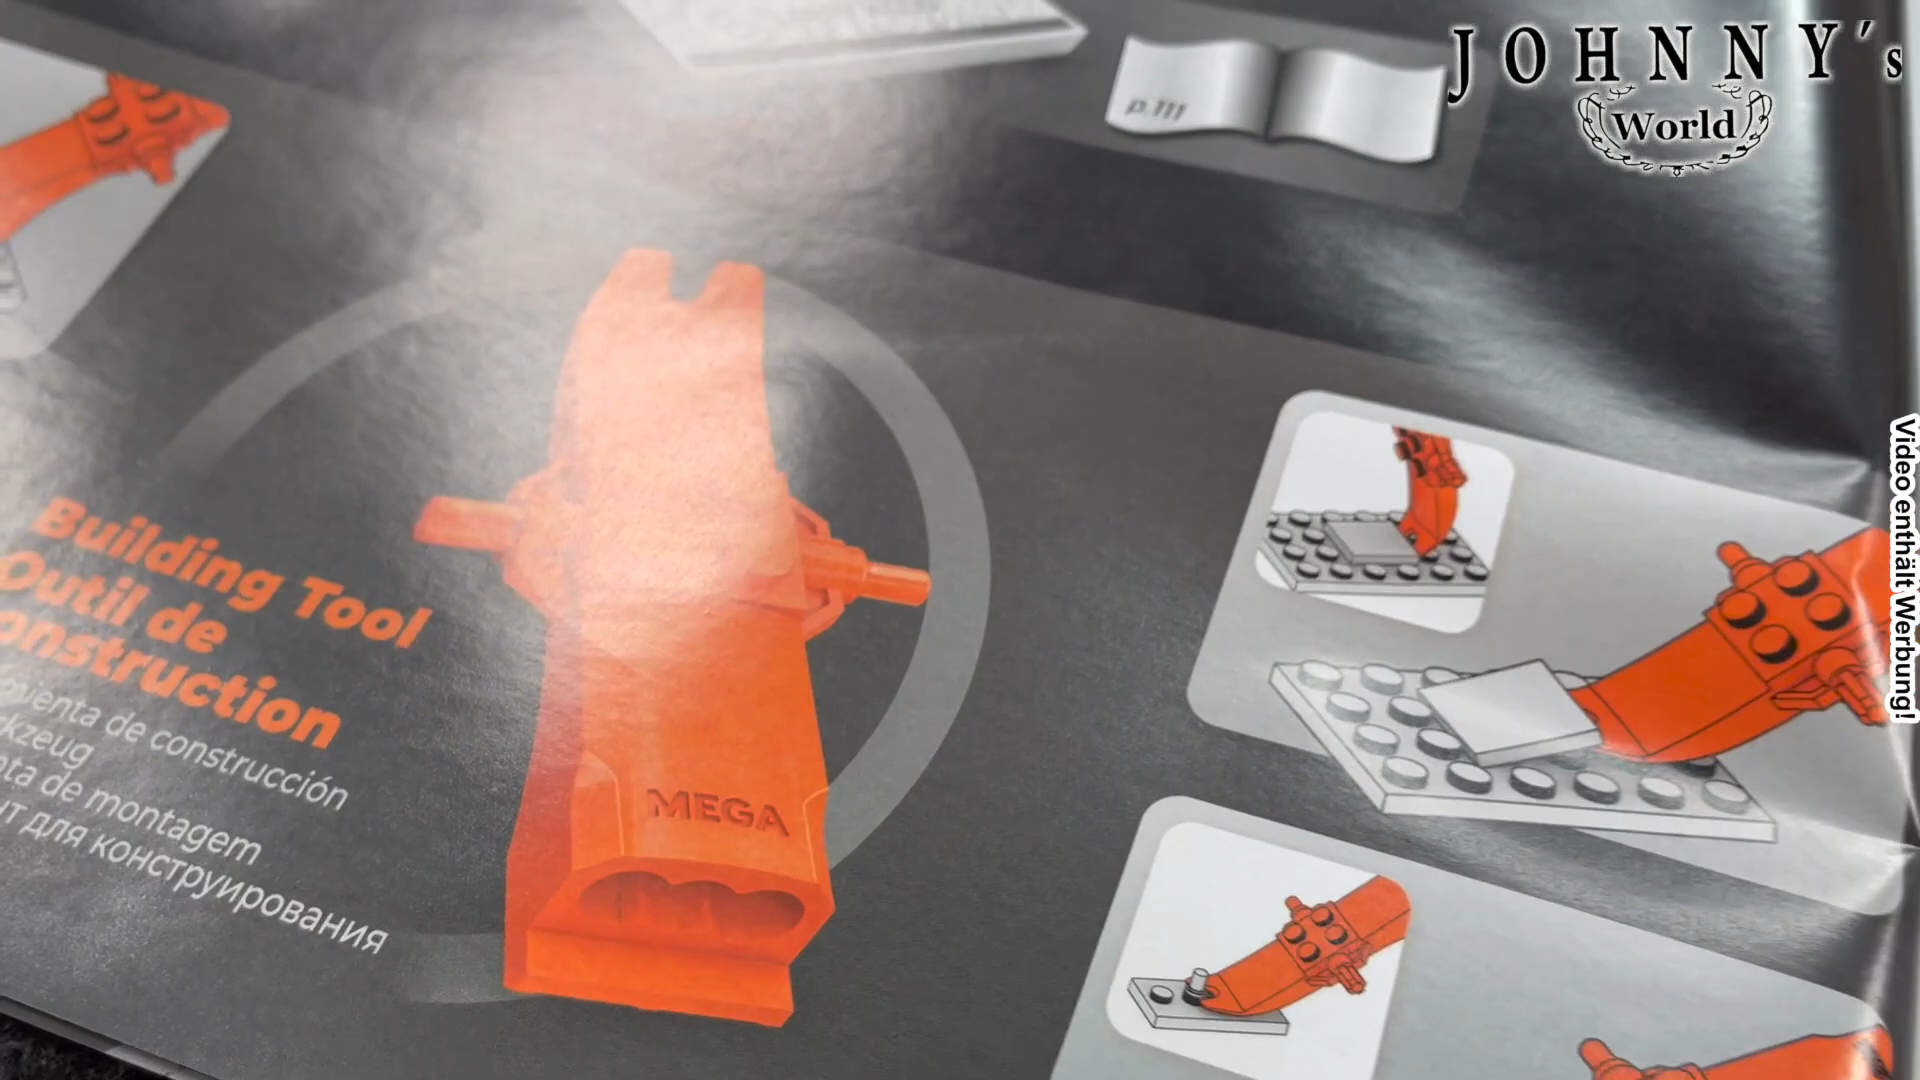 JOHNNY's
World
p.111
Building Tool
Outil de
onstruction
de construcción
kzeug
ta de montagem
нт для конструирования
MEGA
Video enthält Werbung!